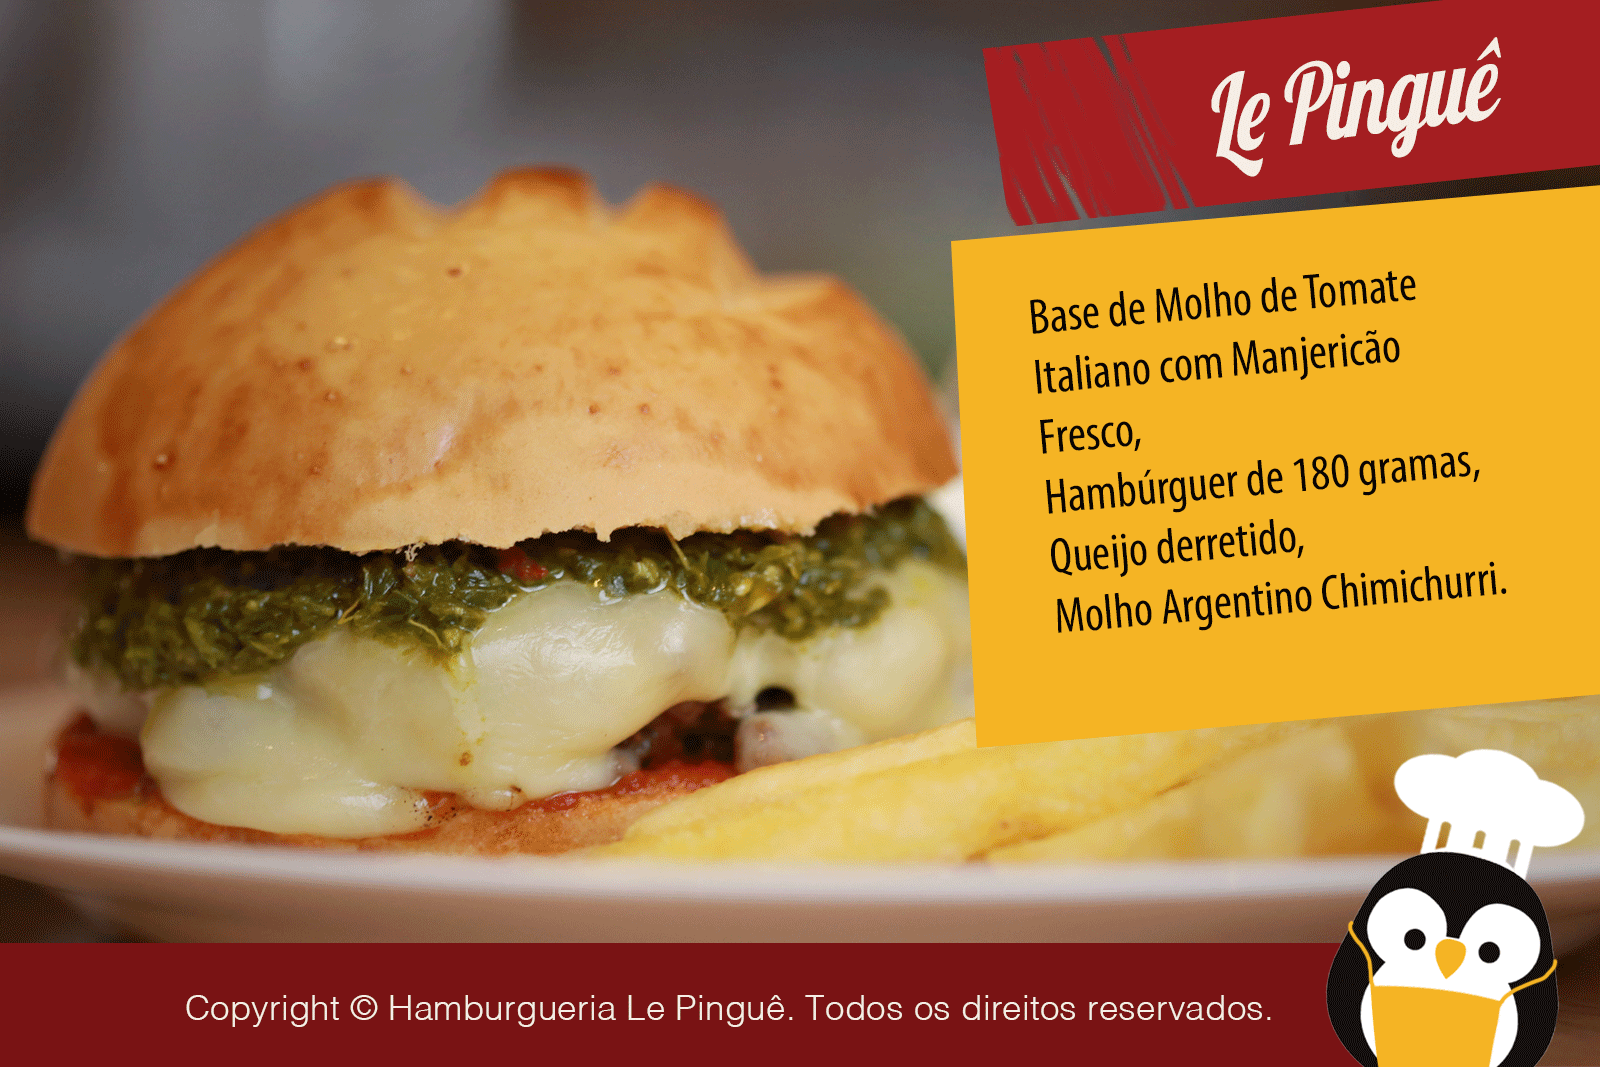 Le Pinguê
Base de Molho de Tomate
Italiano com Manjericão
Fresco,
Hambúrguer de 180 gramas,
Queijo derretido,
Molho Argentino Chimichurri.
Copyright © Hamburgueria Le Pinguê. Todos os direitos reservados.